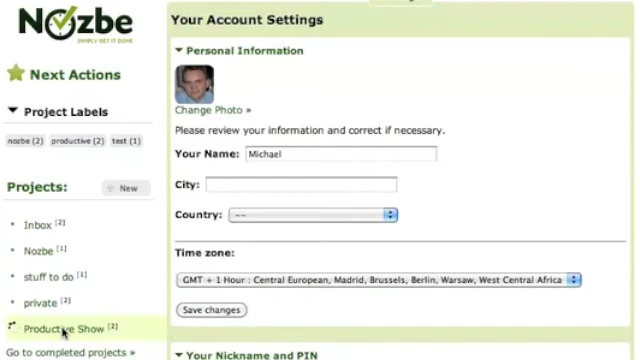 Nozbe
SIMPLY GET IT DONE
Next Actions
Project Labels
nozbe (2) productive (2) test (1)
Projects: New
Inbox [2]
Nozbe [1]
stuff to do [1]
private [2]
Productive Show [2]
Go to completed projects »
Your Account Settings
Personal Information
Change Photo »
Please review your information and correct if necessary.
Your Name: Michael
City:
Country: --
Time zone:
GMT + 1 Hour : Central European, Madrid, Brussels, Berlin, Warsaw, West Central Africa
Save changes
Your Nickname and PIN